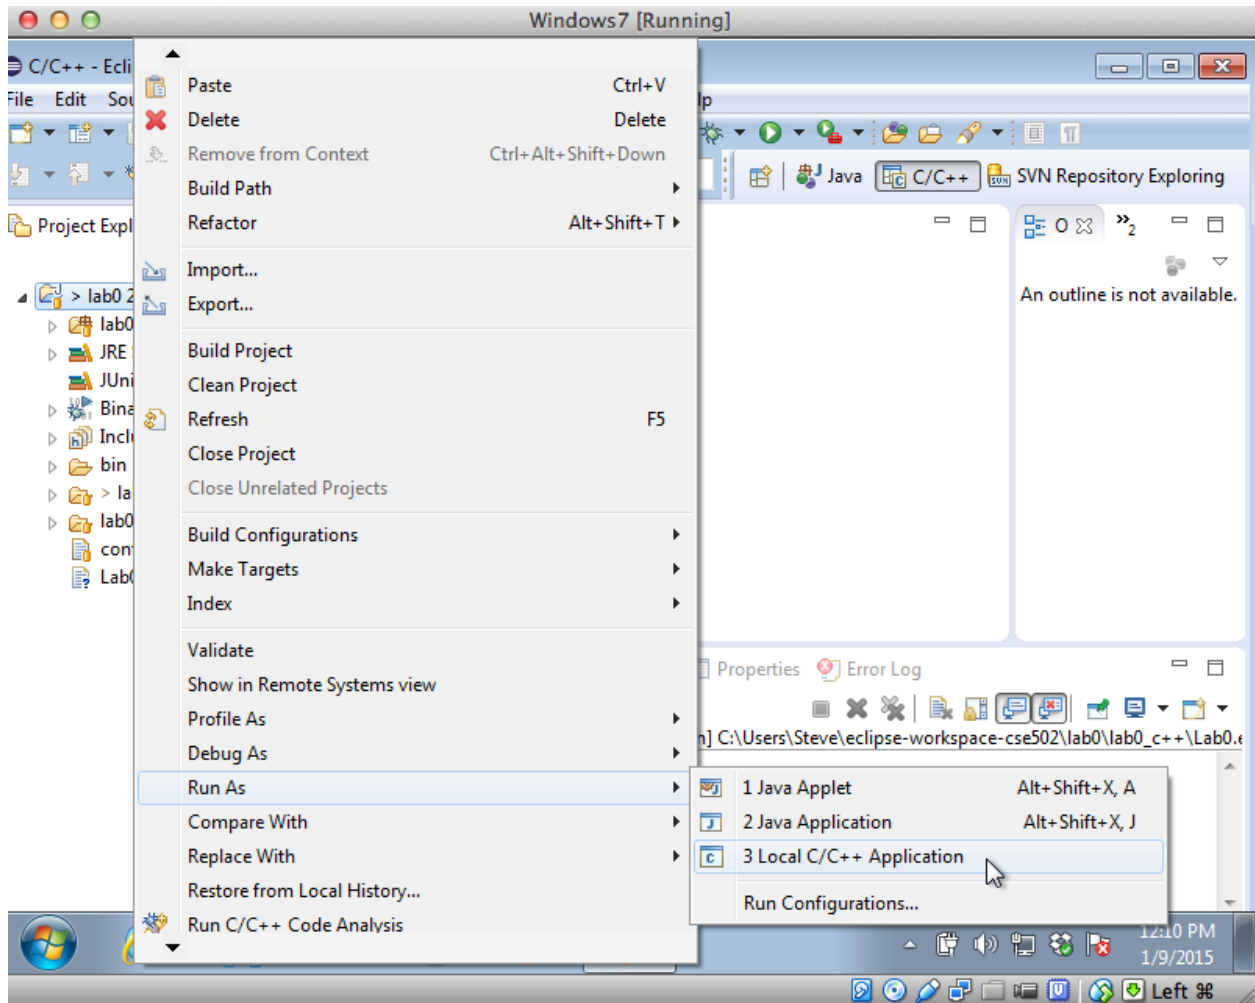 Windows7 [Running]
C/C++ - Ecli
File Edit Sou lp
Java C/C++ SVN SVN Repository Exploring
Project Expl
O 2
An outline is not available.
> lab0 2
lab0
JRE
JUni
Bina
Inclu
bin
> la
lab0
con
Lab0
Paste Ctrl+V
Delete Delete
Remove from Context Ctrl+Alt+Shift+Down
Build Path
Refactor Alt+Shift+T
Import...
Export...
Build Project
Clean Project
Refresh F5
Close Project
Close Unrelated Projects
Build Configurations
Make Targets
Index
Validate
Show in Remote Systems view
Profile As
Debug As
Run As
Compare With
Replace With
Restore from Local History...
Run C/C++ Code Analysis
Properties Error Log
n] C:\Users\Steve\eclipse-workspace-cse502\lab0\lab0_c++\Lab0.e
1 Java Applet Alt+Shift+X, A
2 Java Application Alt+Shift+X, J
3 Local C/C++ Application
Run Configurations...
12:10 PM
1/9/2015
Left ⌘